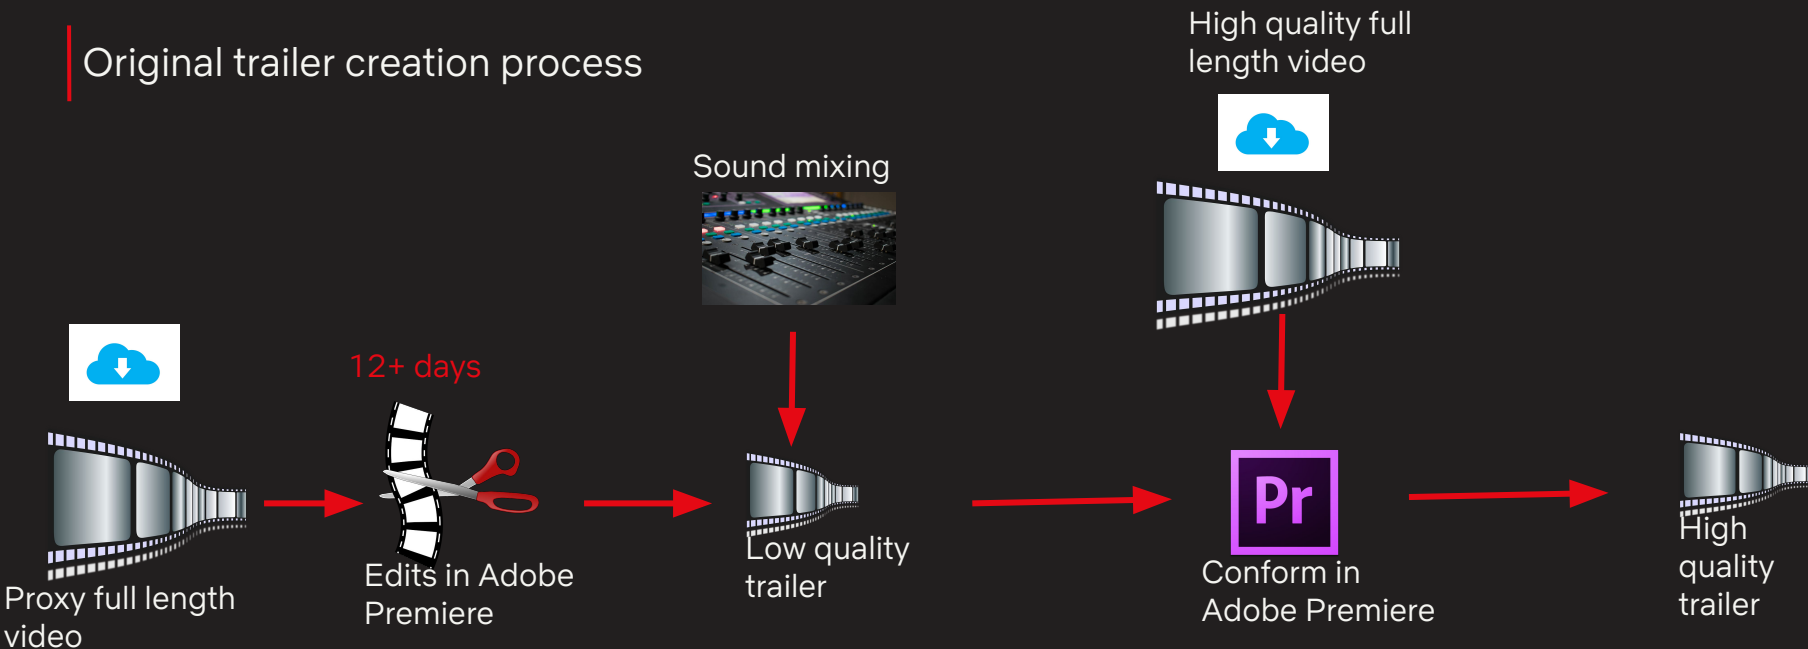 Original trailer creation process
High quality full
length video
Sound mixing
12+ days
Proxy full length
video
Edits in Adobe
Premiere
Low quality
trailer
Pr
Conform in
Adobe Premiere
High
quality
trailer